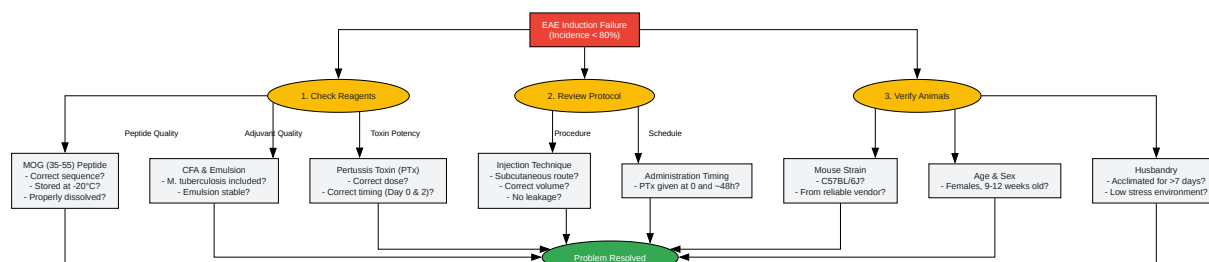 EAE Induction Failure
(Incidence < 80%)
1. Check Reagents
2. Review Protocol
3. Verify Animals
Peptide Quality
Adjuvant Quality
Toxin Potency
Procedure
Schedule
MOG (35-55) Peptide
- Correct sequence?
- Stored at -20°C?
- Properly dissolved?
CFA & Emulsion
- M. tuberculosis included?
- Emulsion stable?
Pertussis Toxin (PTx)
- Correct dose?
- Correct timing (Day 0 & 2)?
Injection Technique
- Subcutaneous route?
- Correct volume?
- No leakage?
Administration Timing
- PTx given at 0 and ~48h?
Mouse Strain
- C57BL/6J?
- From reliable vendor?
Age & Sex
- Females, 9-12 weeks old?
Husbandry
- Acclimated for >7 days?
- Low stress environment?
Problem Resolved